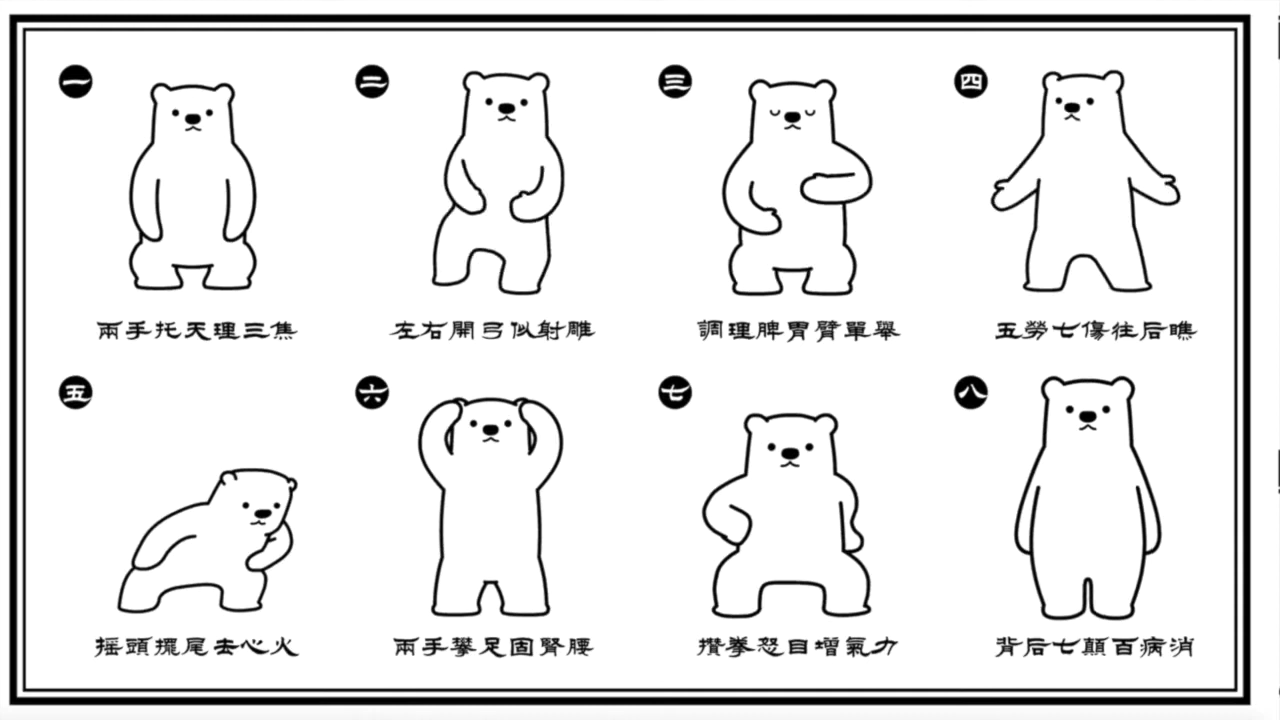 一
兩手托天理三焦
二
左右開弓似射雕
三
調理脾胃臂單舉
四
五勞七傷往后瞧
五
摇頭擺尾去心火
六
兩手攀足固腎腰
七
攢拳怒目增氣力
八
背后七顛百病消